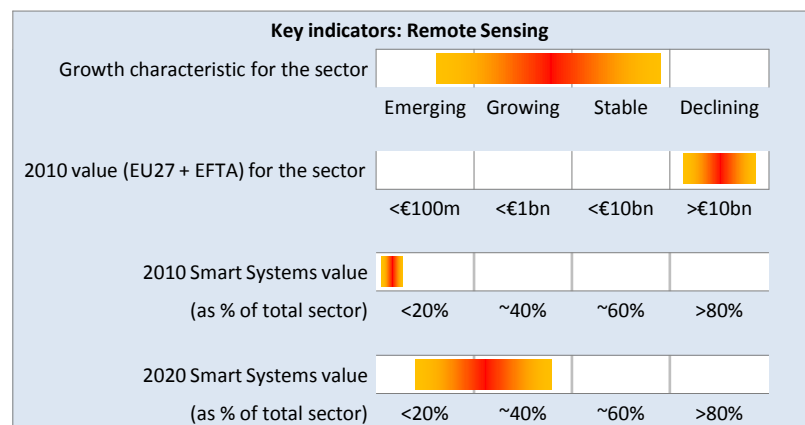 Key indicators: Remote Sensing
Growth characteristic for the sector
Emerging Growing Stable Declining
2010 value (EU27 + EFTA) for the sector
<€100m <€1bn <€10bn >€10bn
2010 Smart Systems value
(as % of total sector) <20% ~40% ~60% >80%
2020 Smart Systems value
(as % of total sector) <20% ~40% ~60% >80%